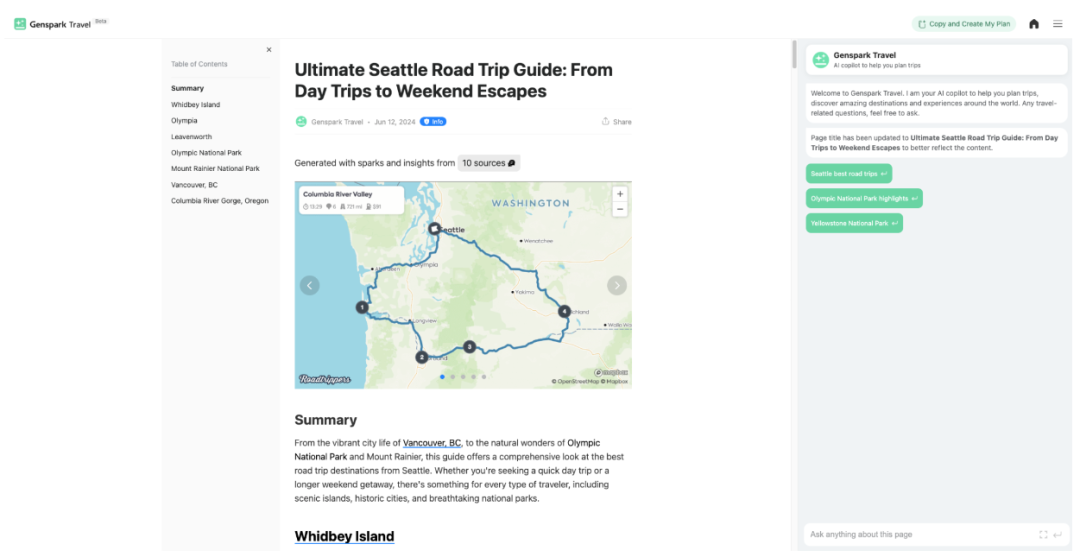 Genspark Travel Beta
Copy and Create My Plan
Table of Contents
Summary
Whidbey Island
Olympia
Leavenworth
Olympic National Park
Mount Rainier National Park
Vancouver, BC
Columbia River Gorge, Oregon
Ultimate Seattle Road Trip Guide: From
Day Trips to Weekend Escapes
Genspark Travel • Jun 12, 2024 Info
Share
Generated with sparks and insights from 10 sources
Columbia River Valley
13:29 6 721 mi $91
WASHINGTON
Seattle
Wenatchee
Olympia
Yakima
1
4
Longview
3
2
Roadtrippers
mapbox
© OpenStreetMap © Mapbox
Summary
From the vibrant city life of Vancouver, BC, to the natural wonders of Olympic
National Park and Mount Rainier, this guide offers a comprehensive look at the best
road trip destinations from Seattle. Whether you're seeking a quick day trip or a
longer weekend getaway, there's something for every type of traveler, including
scenic islands, historic cities, and breathtaking national parks.
Whidbey Island
Genspark Travel
AI copilot to help you plan trips
Welcome to Genspark Travel. I am your AI copilot to help you plan trips,
discover amazing destinations and experiences around the world. Any travel-
related questions, feel free to ask.
Page title has been updated to Ultimate Seattle Road Trip Guide: From Day
Trips to Weekend Escapes to better reflect the content.
Seattle best road trips
Olympic National Park highlights
Yellowstone National Park
Ask anything about this page